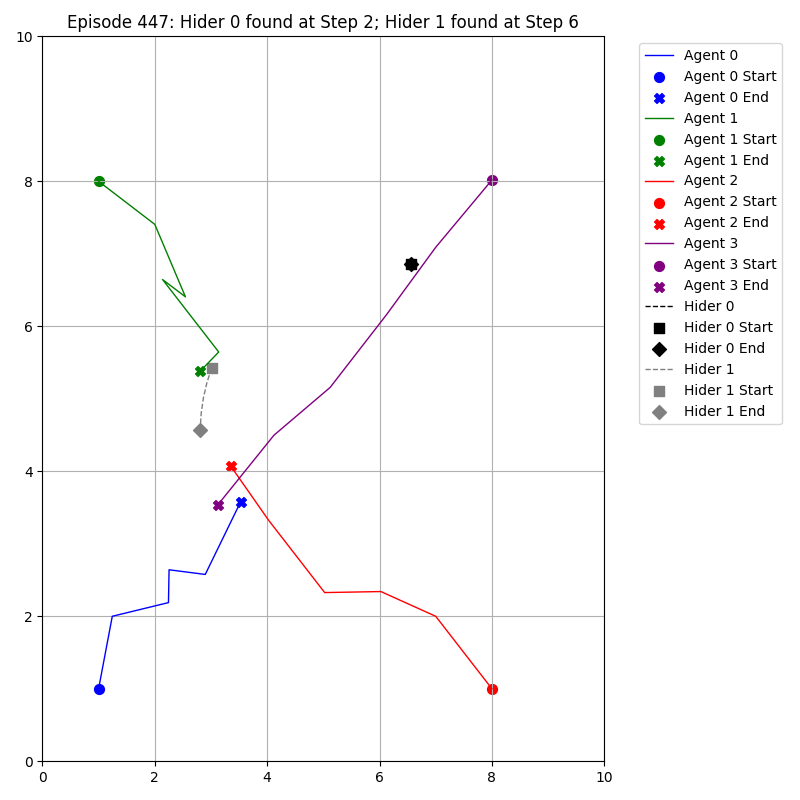 Episode 447: Hider 0 found at Step 2; Hider 1 found at Step 6
10
8
6
4
2
0
0 2 4 6 8 10
Agent 0
Agent 0 Start
Agent 0 End
Agent 1
Agent 1 Start
Agent 1 End
Agent 2
Agent 2 Start
Agent 2 End
Agent 3
Agent 3 Start
Agent 3 End
Hider 0
Hider 0 Start
Hider 0 End
Hider 1
Hider 1 Start
Hider 1 End